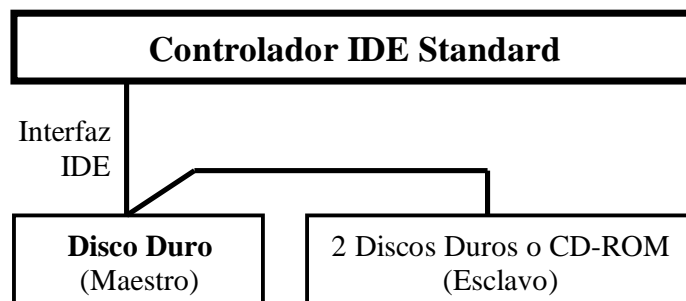 Controlador IDE Standard
Interfaz
IDE
Disco Duro
(Maestro)
2 Discos Duros o CD-ROM
(Esclavo)